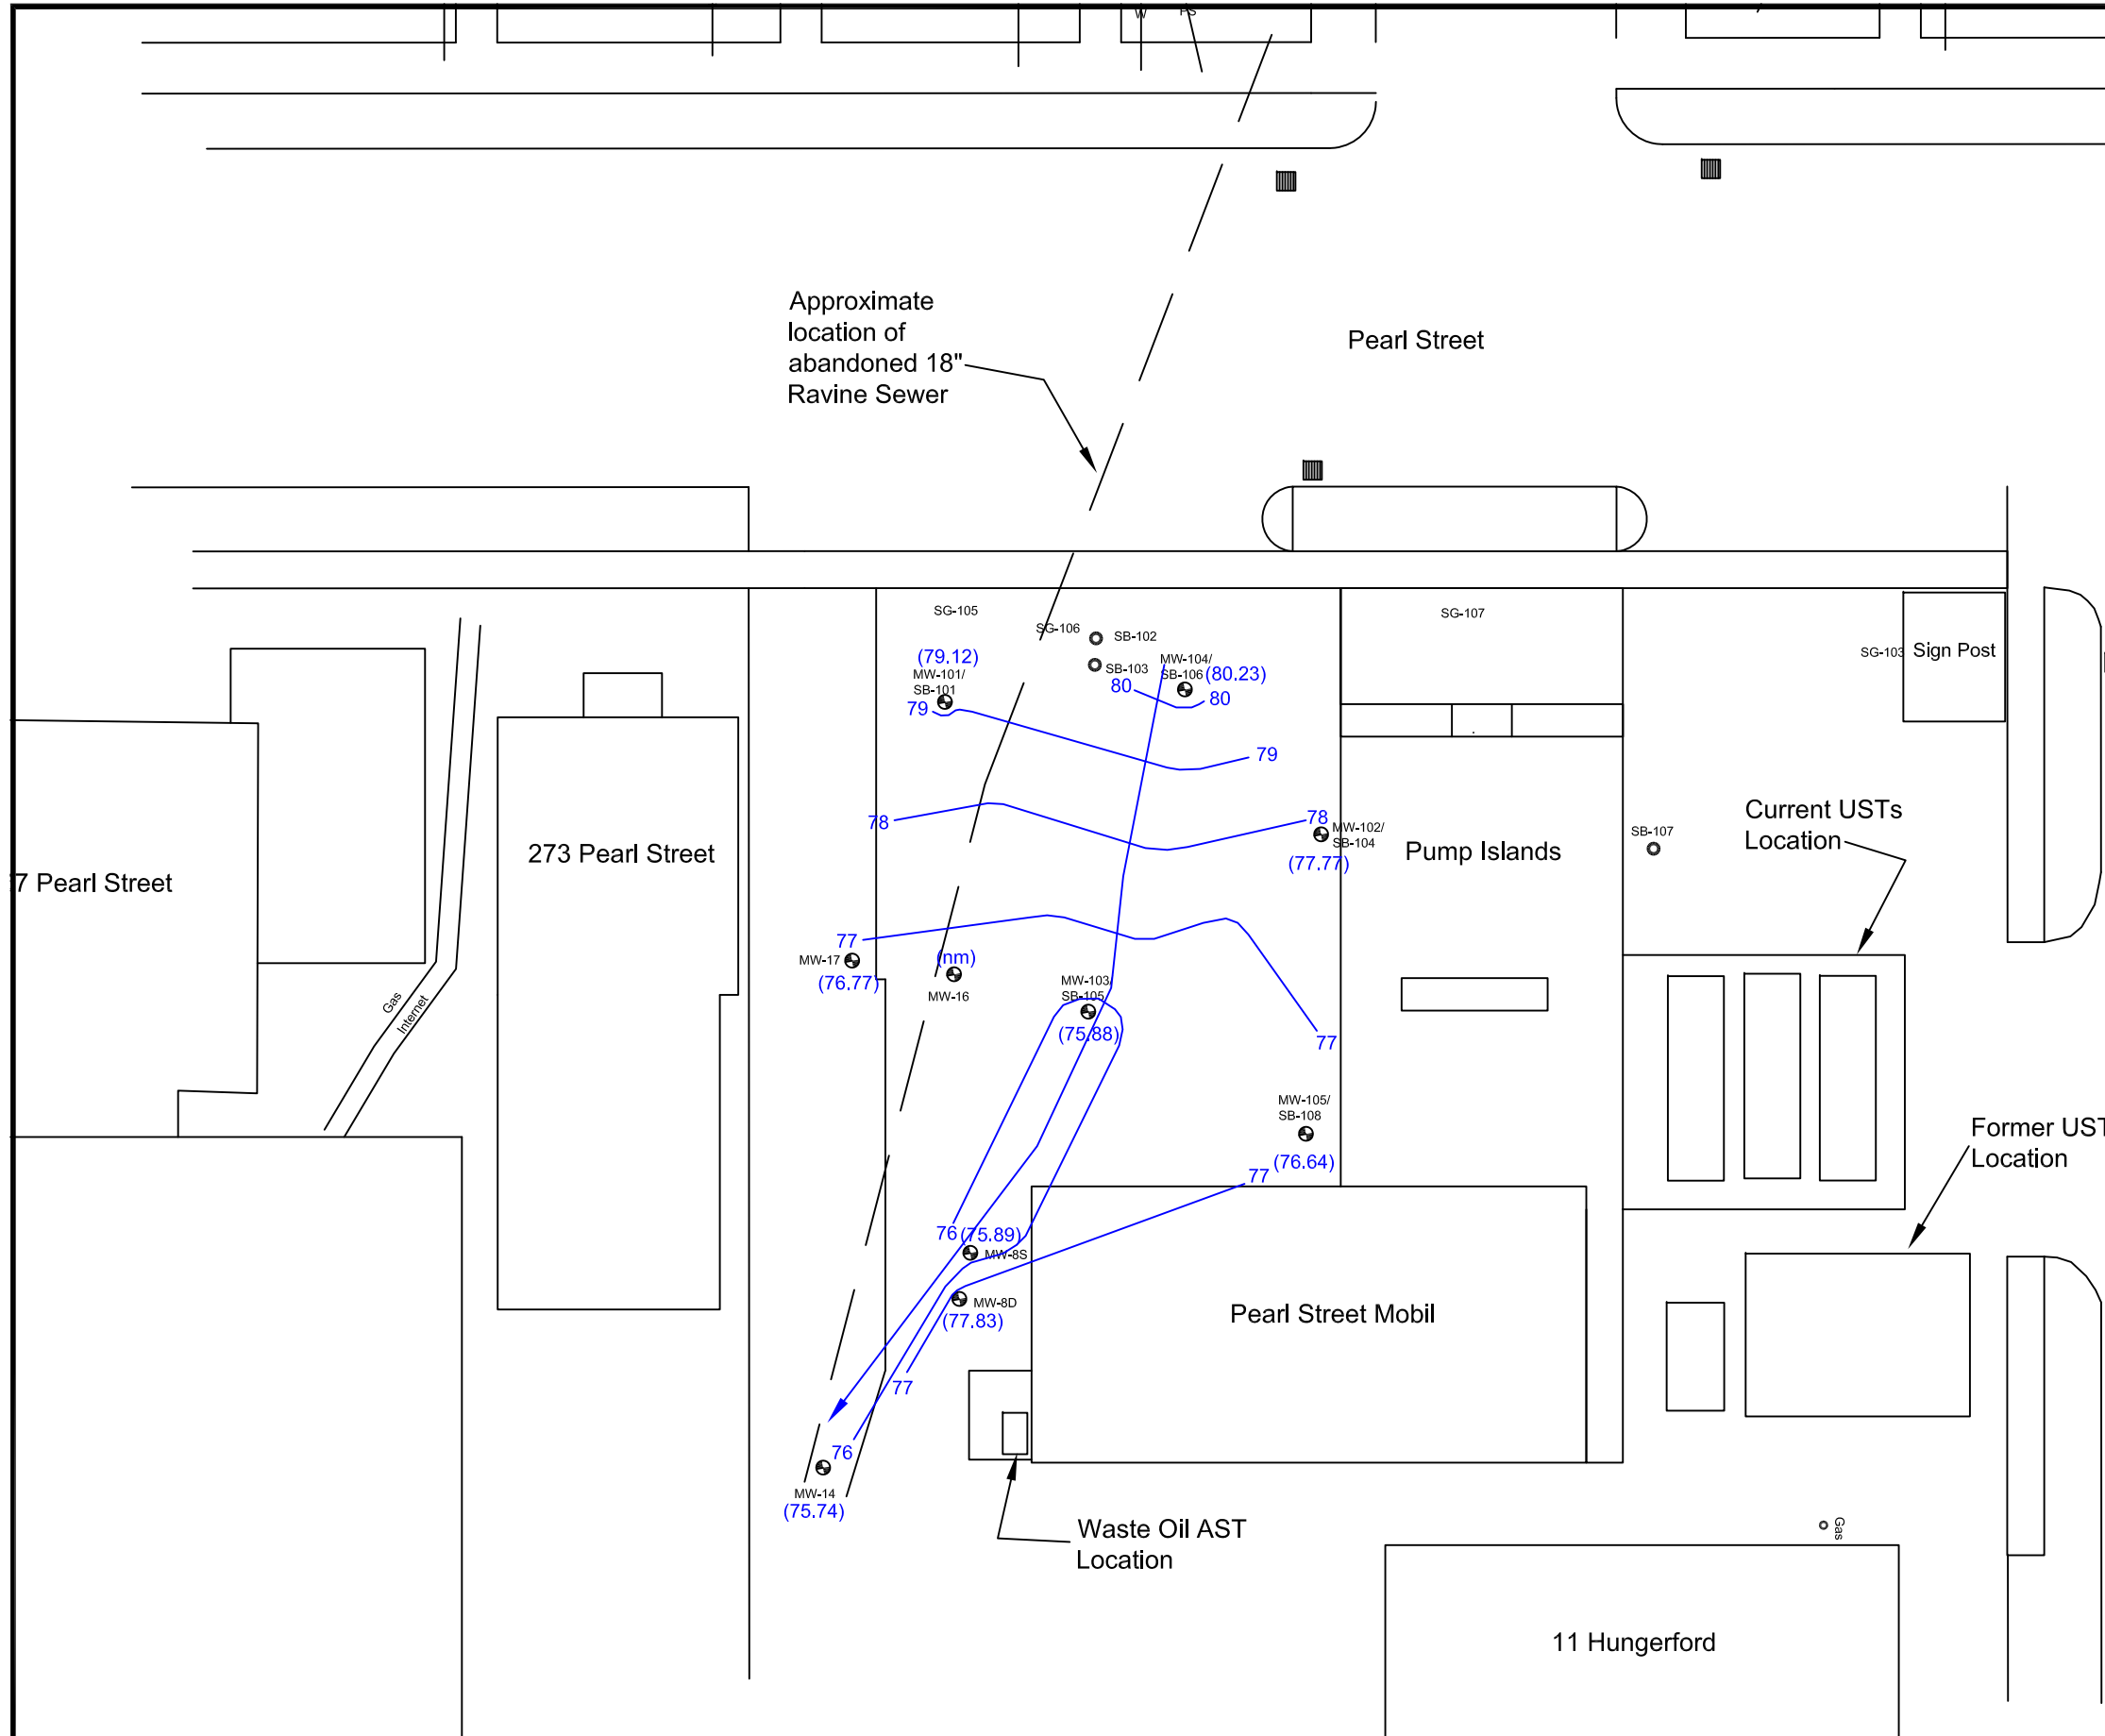 W
PS
Approximate
location of
abandoned 18"
Ravine Sewer
Pearl Street
SG-105
SG-106
SB-102
SG-107
SB-103
MW-104/
SB-106
(80.23)
80
80
(79.12)
MW-101/
SB-101
79
79
SG-103
Sign Post
78
78
MW-102/
SB-104
(77.77)
Pump Islands
SB-107
Current USTs
Location
273 Pearl Street
7 Pearl Street
77
MW-17
(76.77)
(nm)
MW-16
MW-103/
SB-105
(75.88)
77
Gas
Internet
MW-105/
SB-108
(76.64)
77
Former UST
Location
76
(75.89)
MW-8S
MW-8D
(77.83)
Pearl Street Mobil
77
76
MW-14
(75.74)
Waste Oil AST
Location
Gas
11 Hungerford